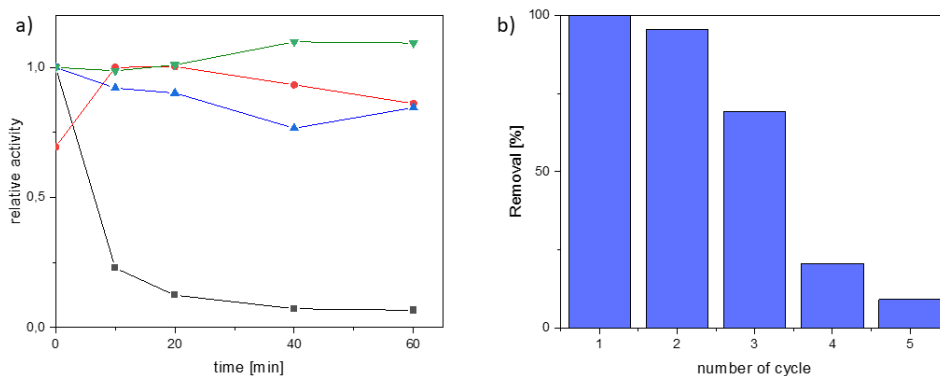 a)
1,0
0,5
0,0
relative activity
0
20
40
60
time [min]
b)
100
50
0
Removal [%]
1
2
3
4
5
number of cycle